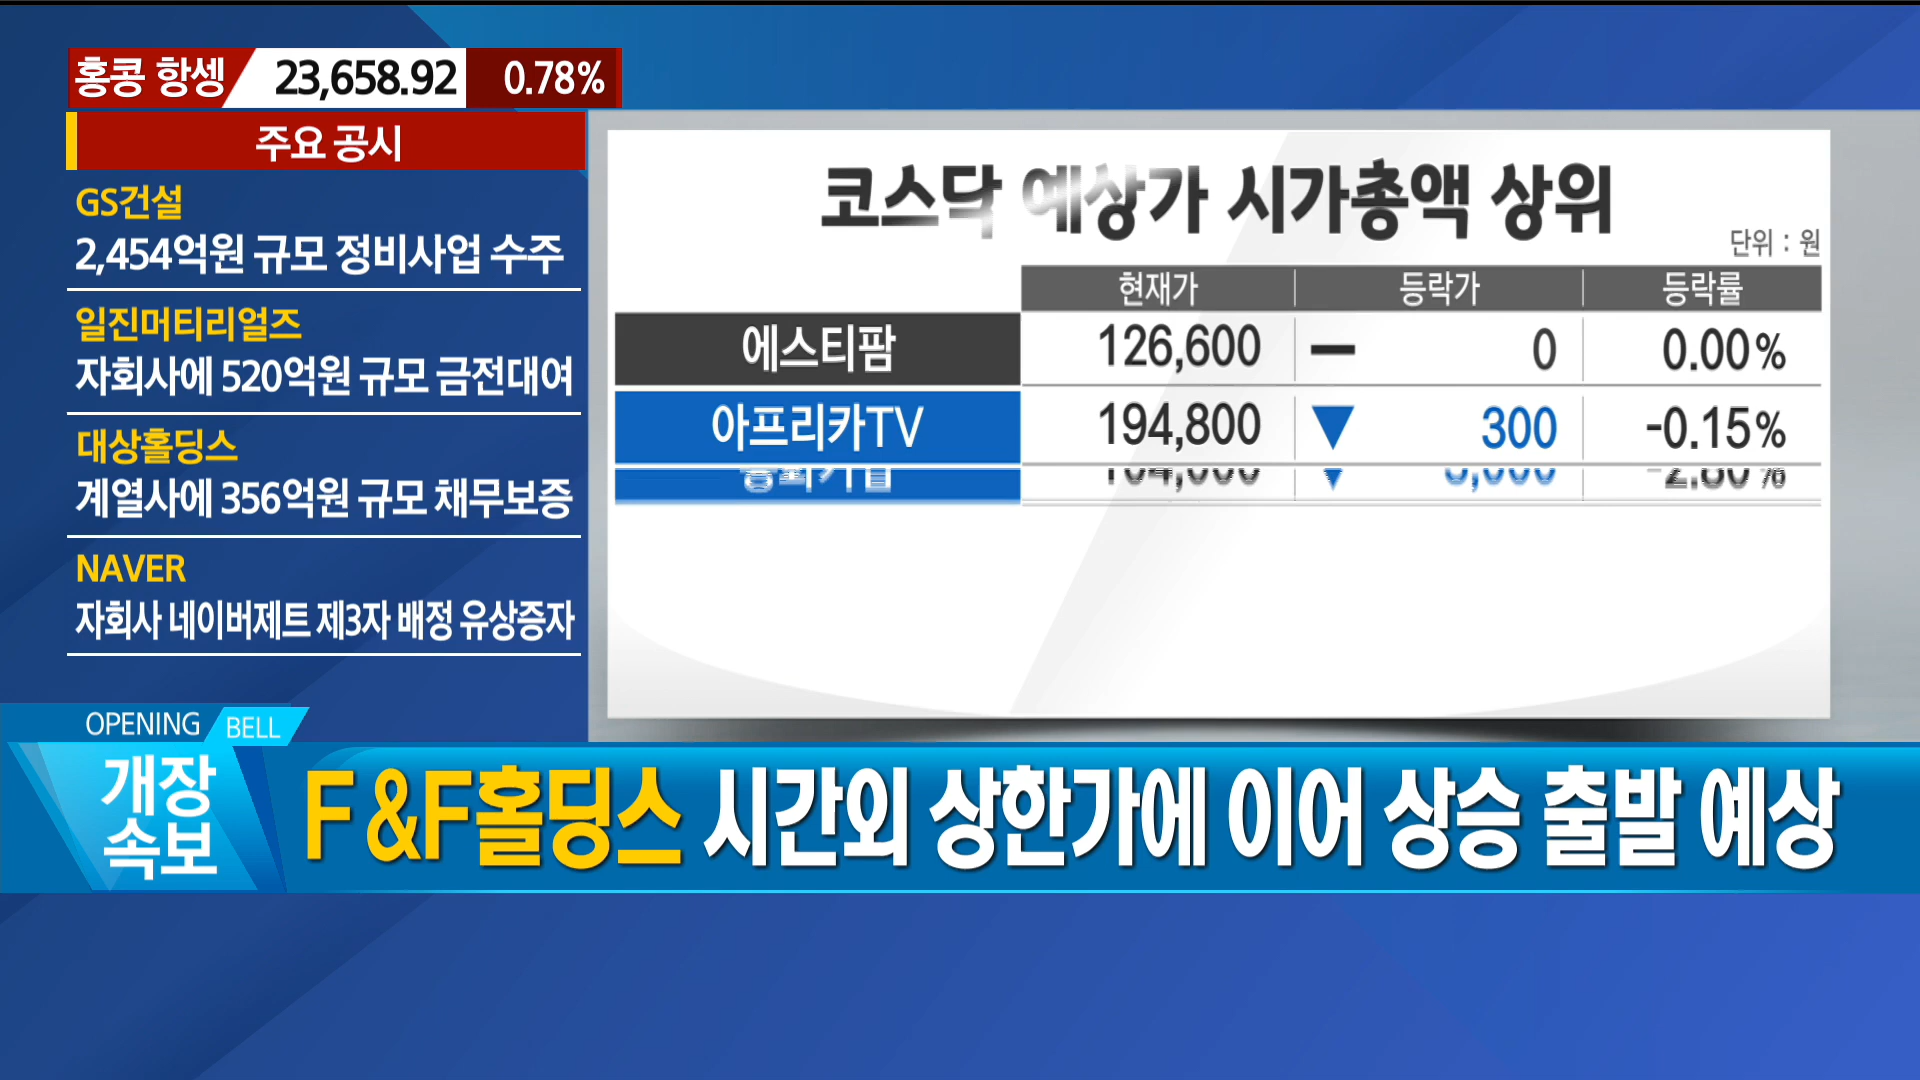 홍콩 항셍 23,658.92 0.78%
주요 공시
GS건설
2,454억원 규모 정비사업 수주
일진머티리얼즈
자회사에 520억원 규모 금전대여
대상홀딩스
계열사에 356억원 규모 채무보증
NAVER
자회사 네이버제트 제3자 배정 유상증자
코스닥 예상가 시가총액 상위
단위 : 원
현재가 등락가 등락률
에스티팜 126,600 0 0.00%
아프리카TV 194,800 ▼ 300 -0.15%
OPENING BELL
개장
속보
F&F홀딩스 시간외 상한가에 이어 상승 출발 예상